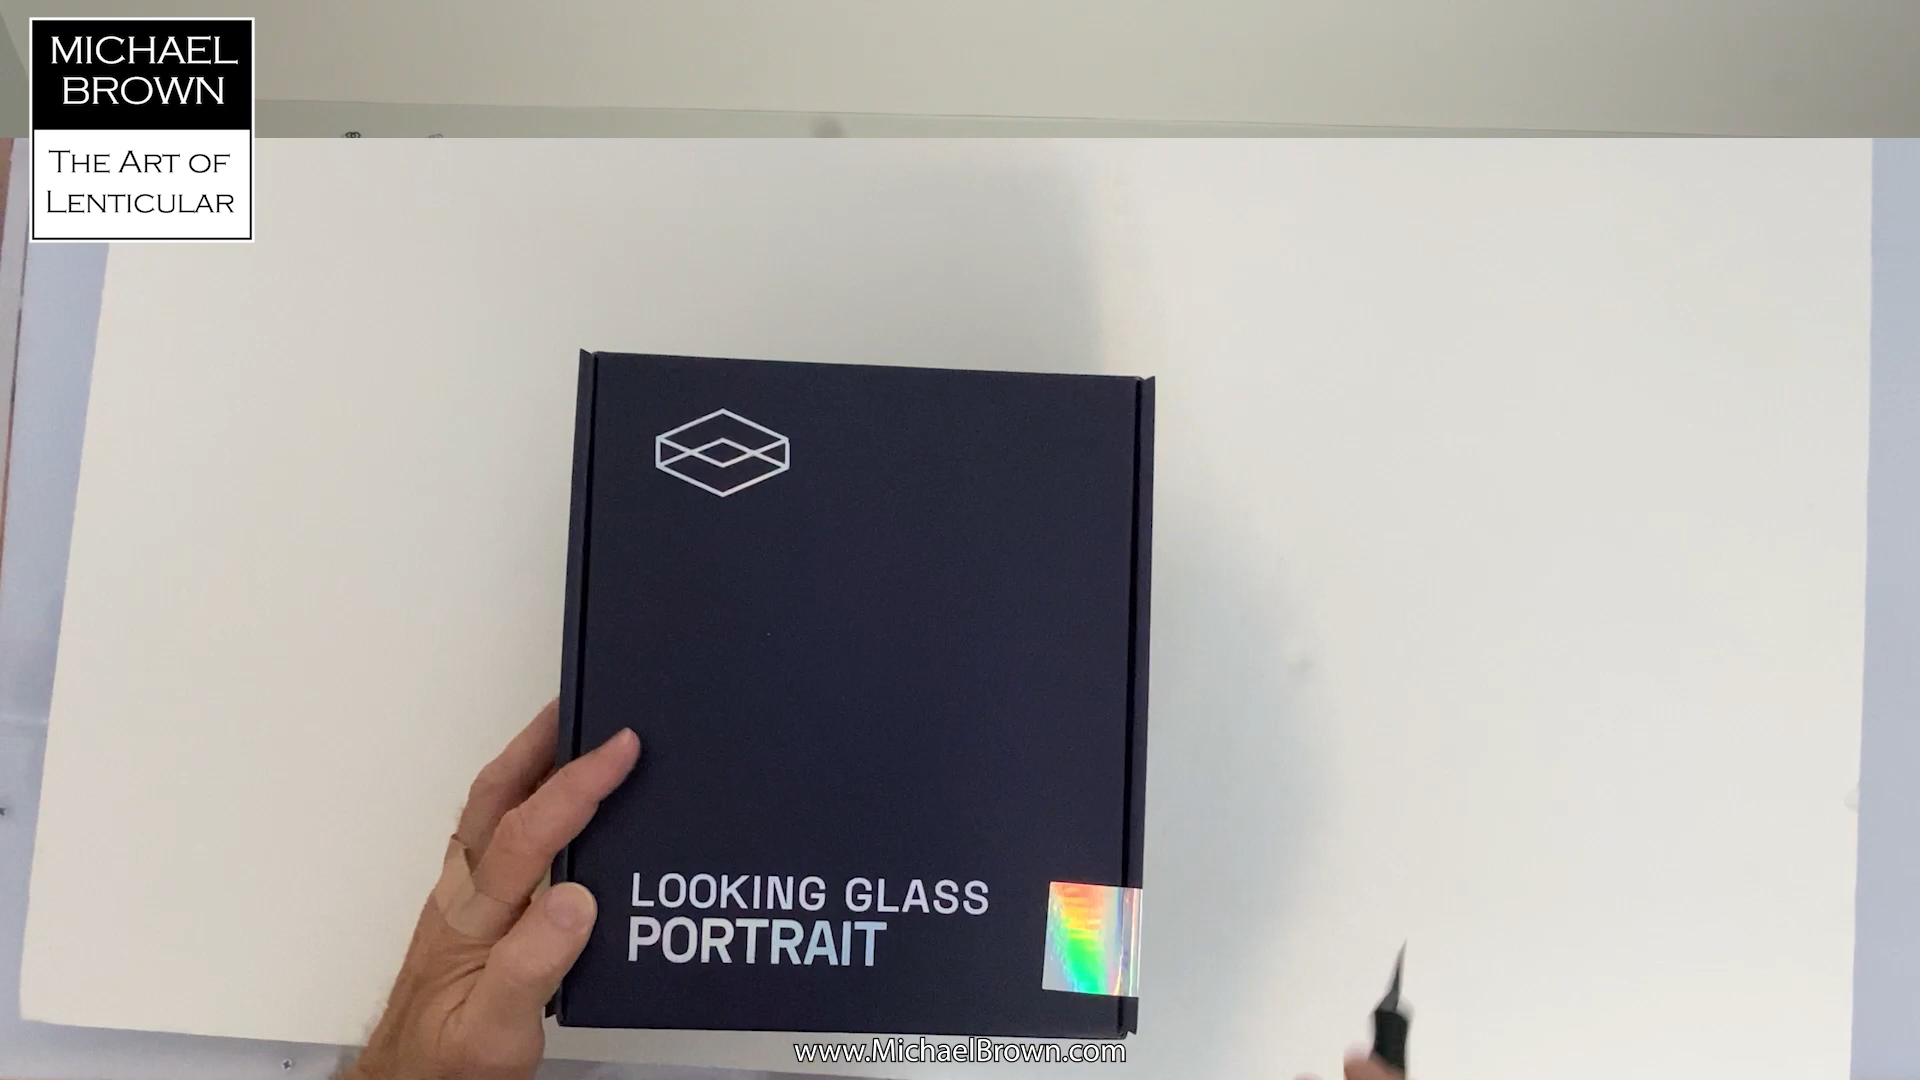 MICHAEL
BROWN
THE ART OF
LENTICULAR
LOOKING GLASS
PORTRAIT
www.MichaelBrown.com